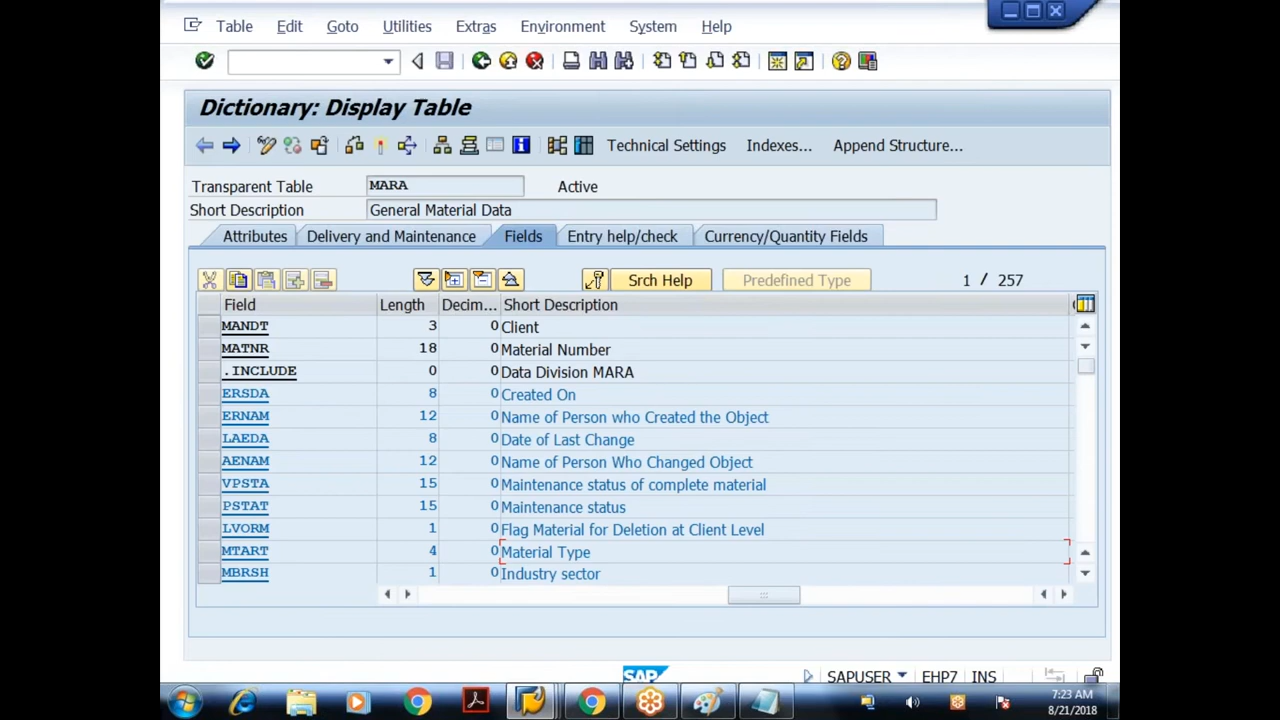 Table Edit Goto Utilities Extras Environment System Help
Dictionary: Display Table
Technical Settings Indexes... Append Structure...
Transparent Table MARA Active
Short Description General Material Data
Attributes Delivery and Maintenance Fields Entry help/check Currency/Quantity Fields
Srch Help Predefined Type 1 / 257
Field Length Decim... Short Description
MANDT 3 0 Client
MATNR 18 0 Material Number
.INCLUDE 0 0 Data Division MARA
ERSDA 8 0 Created On
ERNAM 12 0 Name of Person who Created the Object
LAEDA 8 0 Date of Last Change
AENAM 12 0 Name of Person Who Changed Object
VPSTA 15 0 Maintenance status of complete material
PSTAT 15 0 Maintenance status
LVORM 1 0 Flag Material for Deletion at Client Level
MTART 4 0 Material Type
MBRSH 1 0 Industry sector
SAP SAPUSER EHP7 INS
7:23 AM
8/21/2018